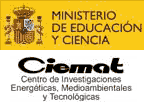 MINISTERIO
DE EDUCACIÓN
Y CIENCIA
Ciemat
Centro de Investigaciones
Energéticas, Medioambientales
y Tecnológicas